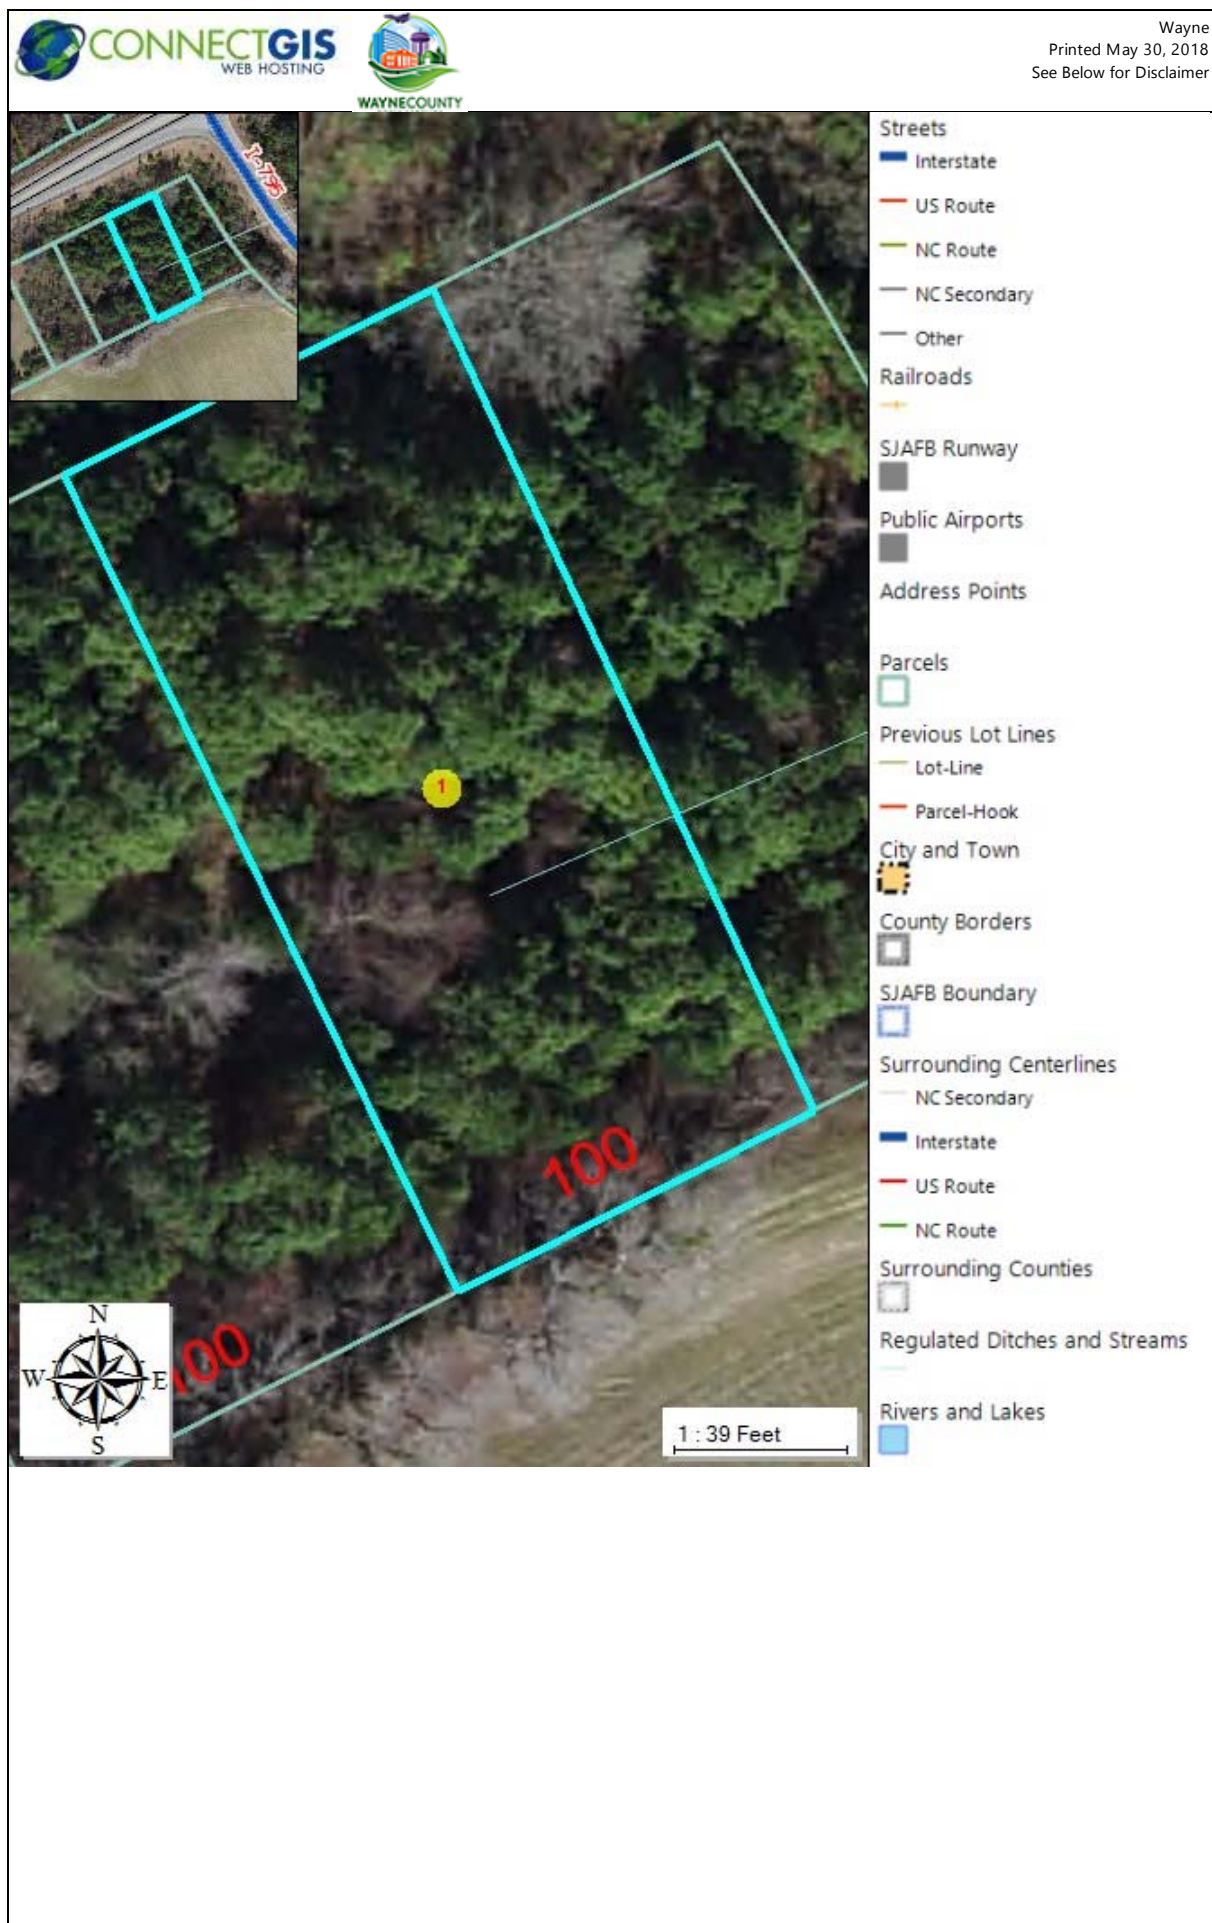 CONNECTGIS
WEB HOSTING
WAYNECOUNTY
Wayne
Printed May 30, 2018
See Below for Disclaimer
I-795
1
100
100
N
W E
S
1 : 39 Feet
Streets
Interstate
US Route
NC Route
NC Secondary
Other
Railroads
SJAFB Runway
Public Airports
Address Points
Parcels
Previous Lot Lines
Lot-Line
Parcel-Hook
City and Town
County Borders
SJAFB Boundary
Surrounding Centerlines
NC Secondary
Interstate
US Route
NC Route
Surrounding Counties
Regulated Ditches and Streams
Rivers and Lakes